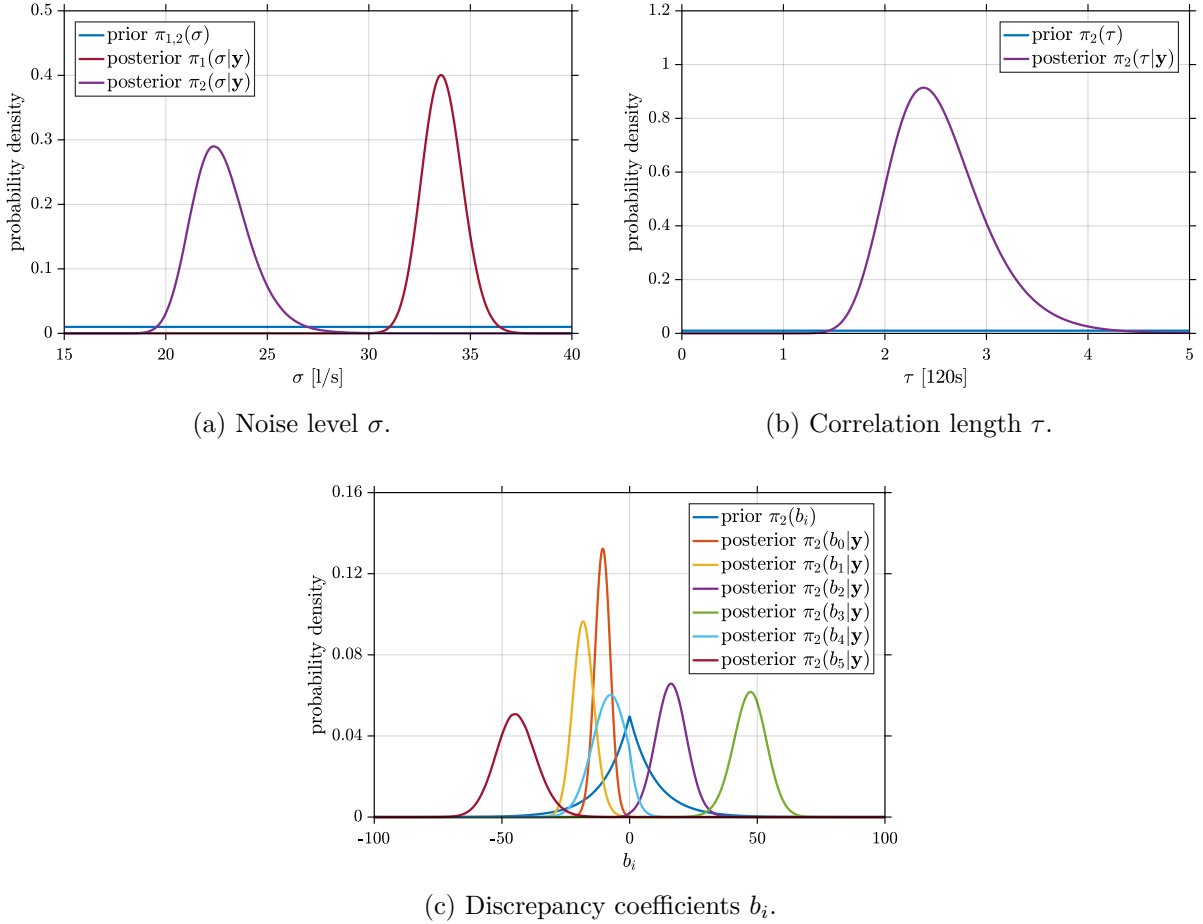 0.5
0.4
0.3
0.2
0.1
0
probability density
15
20
25
30
35
40
σ [l/s]
prior π₁,₂(σ)
posterior π₁(σ|y)
posterior π₂(σ|y)
(a) Noise level σ.
1.2
1
0.8
0.6
0.4
0.2
0
probability density
0
1
2
3
4
5
τ [120s]
prior π₂(τ)
posterior π₂(τ|y)
(b) Correlation length τ.
0.16
0.12
0.08
0.04
0
probability density
-100
-50
0
50
100
bᵢ
prior π₂(bᵢ)
posterior π₂(b₀|y)
posterior π₂(b₁|y)
posterior π₂(b₂|y)
posterior π₂(b₃|y)
posterior π₂(b₄|y)
posterior π₂(b₅|y)
(c) Discrepancy coefficients bᵢ.